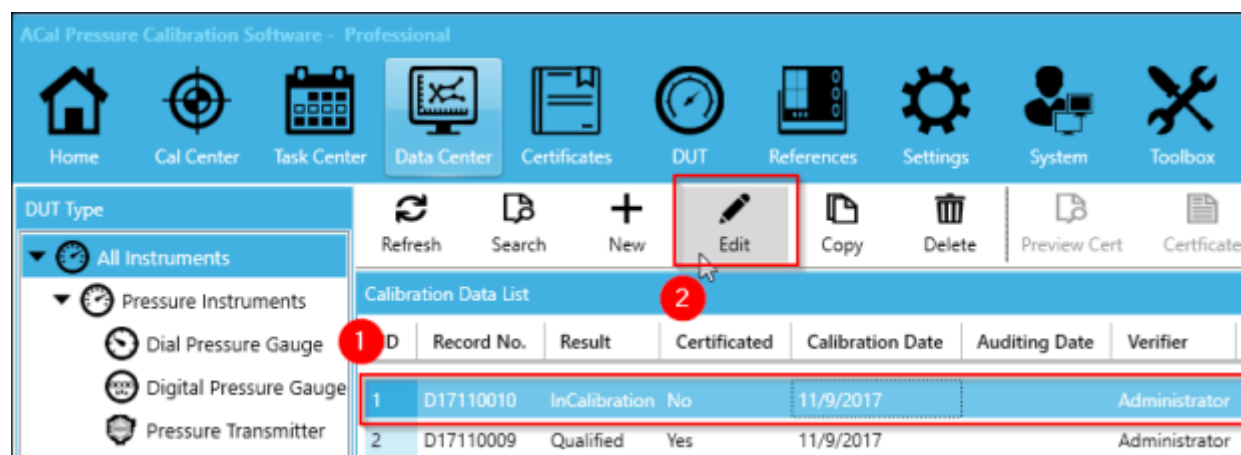 ACal Pressure Calibration Software - Professional
Home Cal Center Task Center Data Center Certificates DUT References Settings System Toolbox
DUT Type
Refresh Search New Edit Copy Delete Preview Cert Certficate
All Instruments
Pressure Instruments
Calibration Data List
2
1
D Record No. Result Certificated Calibration Date Auditing Date Verifier
Dial Pressure Gauge
Digital Pressure Gauge
1 D17110010 InCalibration No 11/9/2017 Administrator
Pressure Transmitter
2 D17110009 Qualified Yes 11/9/2017 Administrator